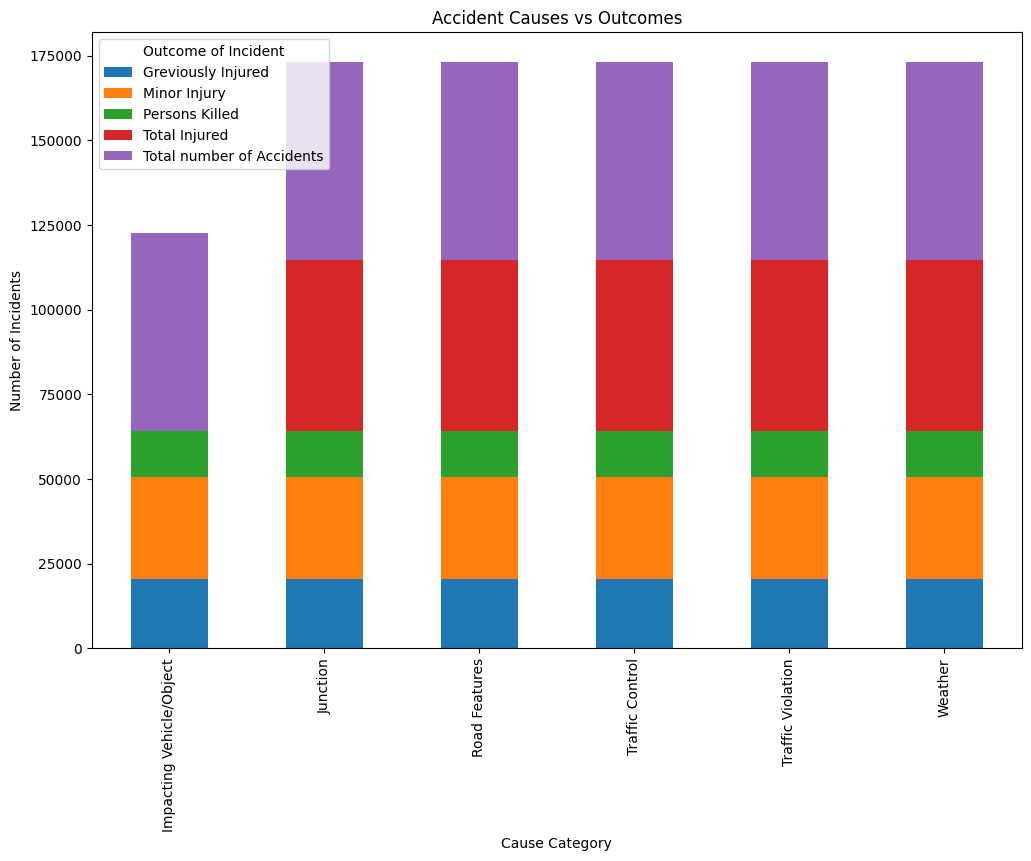 Accident Causes vs Outcomes
Outcome of Incident
Greviously Injured
Minor Injury
Persons Killed
Total Injured
Total number of Accidents
175000
150000
125000
100000
75000
50000
25000
0
Number of Incidents
Impacting Vehicle/Object
Junction
Road Features
Traffic Control
Traffic Violation
Weather
Cause Category